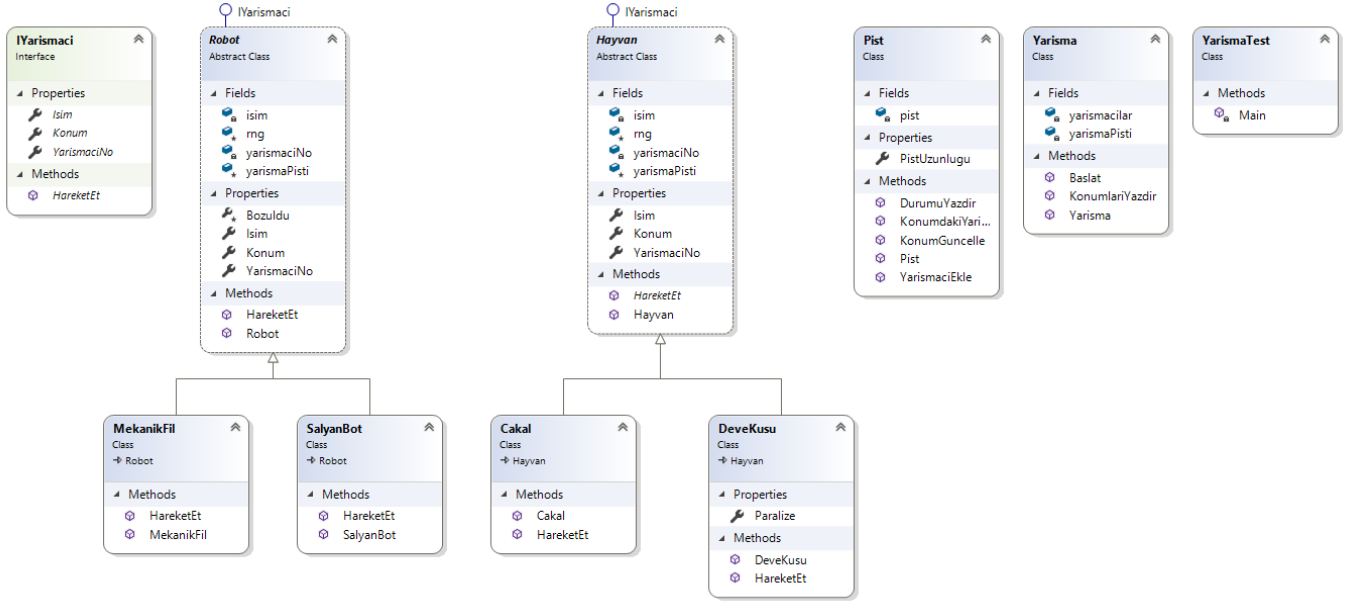 IYarismaci
Interface
Properties
Isim
Konum
YarismaciNo
Methods
HareketEt
IYarismaci
Robot
Abstract Class
Fields
isim
rng
yarismaciNo
yarismaPisti
Properties
Bozuldu
Isim
Konum
YarismaciNo
Methods
HareketEt
Robot
IYarismaci
Hayvan
Abstract Class
Fields
isim
rng
yarismaciNo
yarismaPisti
Properties
Isim
Konum
YarismaciNo
Methods
HareketEt
Hayvan
Pist
Class
Fields
pist
Properties
PistUzunlugu
Methods
DurumuYazdir
KonumdakiYari...
KonumGuncelle
Pist
YarismaciEkle
Yarisma
Class
Fields
yarismacilar
yarismaPisti
Methods
Baslat
KonumlariYazdir
Yarisma
YarismaTest
Class
Methods
Main
MekanikFil
Class
Robot
Methods
HareketEt
MekanikFil
SalyanBot
Class
Robot
Methods
HareketEt
SalyanBot
Cakal
Class
Hayvan
Methods
Cakal
HareketEt
DeveKusu
Class
Hayvan
Properties
Paralize
Methods
DeveKusu
HareketEt